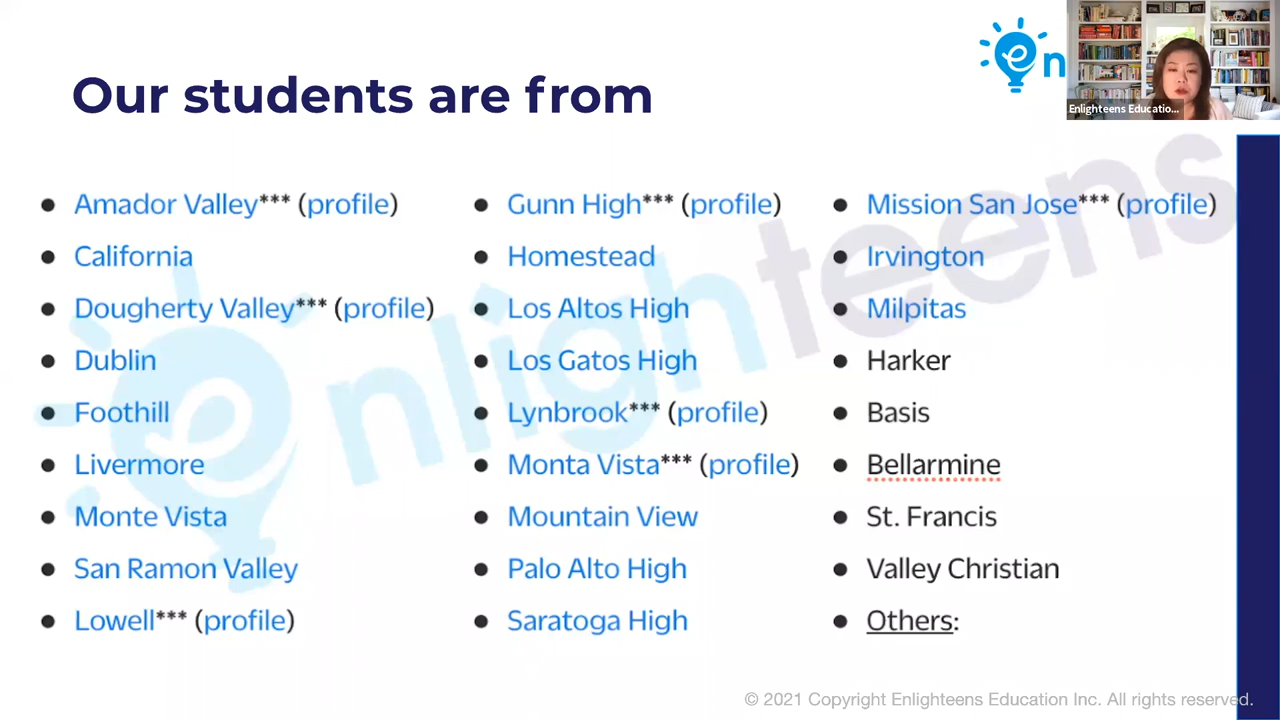 en
Enlighteens Educatio...
Our students are from
Amador Valley*** (profile)
California
Dougherty Valley*** (profile)
Dublin
Foothill
Livermore
Monte Vista
San Ramon Valley
Lowell*** (profile)
Gunn High*** (profile)
Homestead
Los Altos High
Los Gatos High
Lynbrook*** (profile)
Monta Vista*** (profile)
Mountain View
Palo Alto High
Saratoga High
Mission San Jose*** (profile)
Irvington
Milpitas
Harker
Basis
Bellarmine
St. Francis
Valley Christian
Others:
enlighteens
© 2021 Copyright Enlighteens Education Inc. All rights reserved.